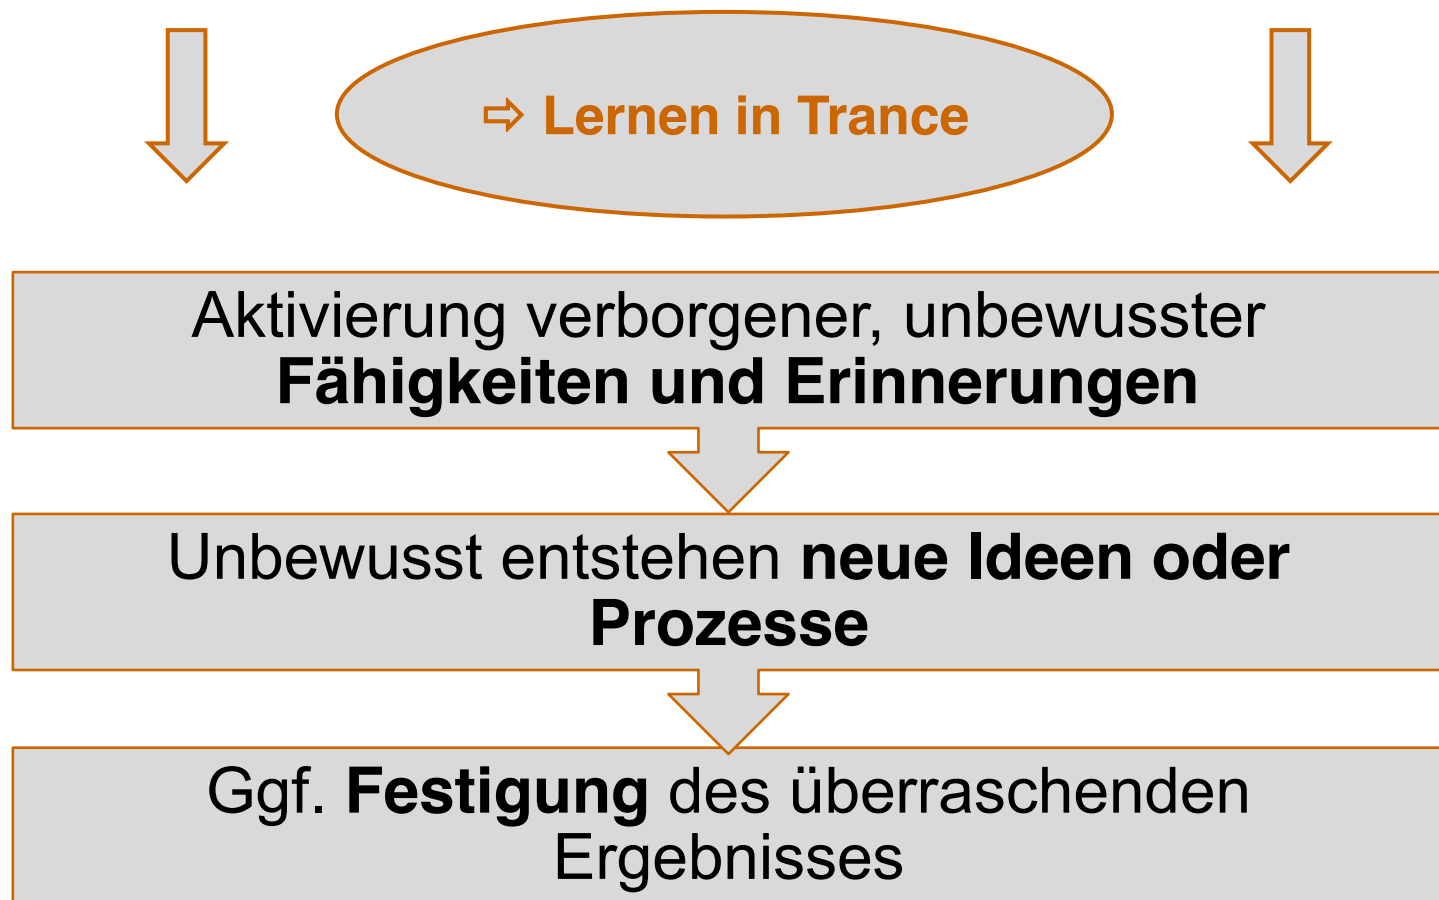 ⇨ Lernen in Trance
Aktivierung verborgener, unbewusster
Fähigkeiten und Erinnerungen
Unbewusst entstehen neue Ideen oder
Prozesse
Ggf. Festigung des überraschenden
Ergebnisses